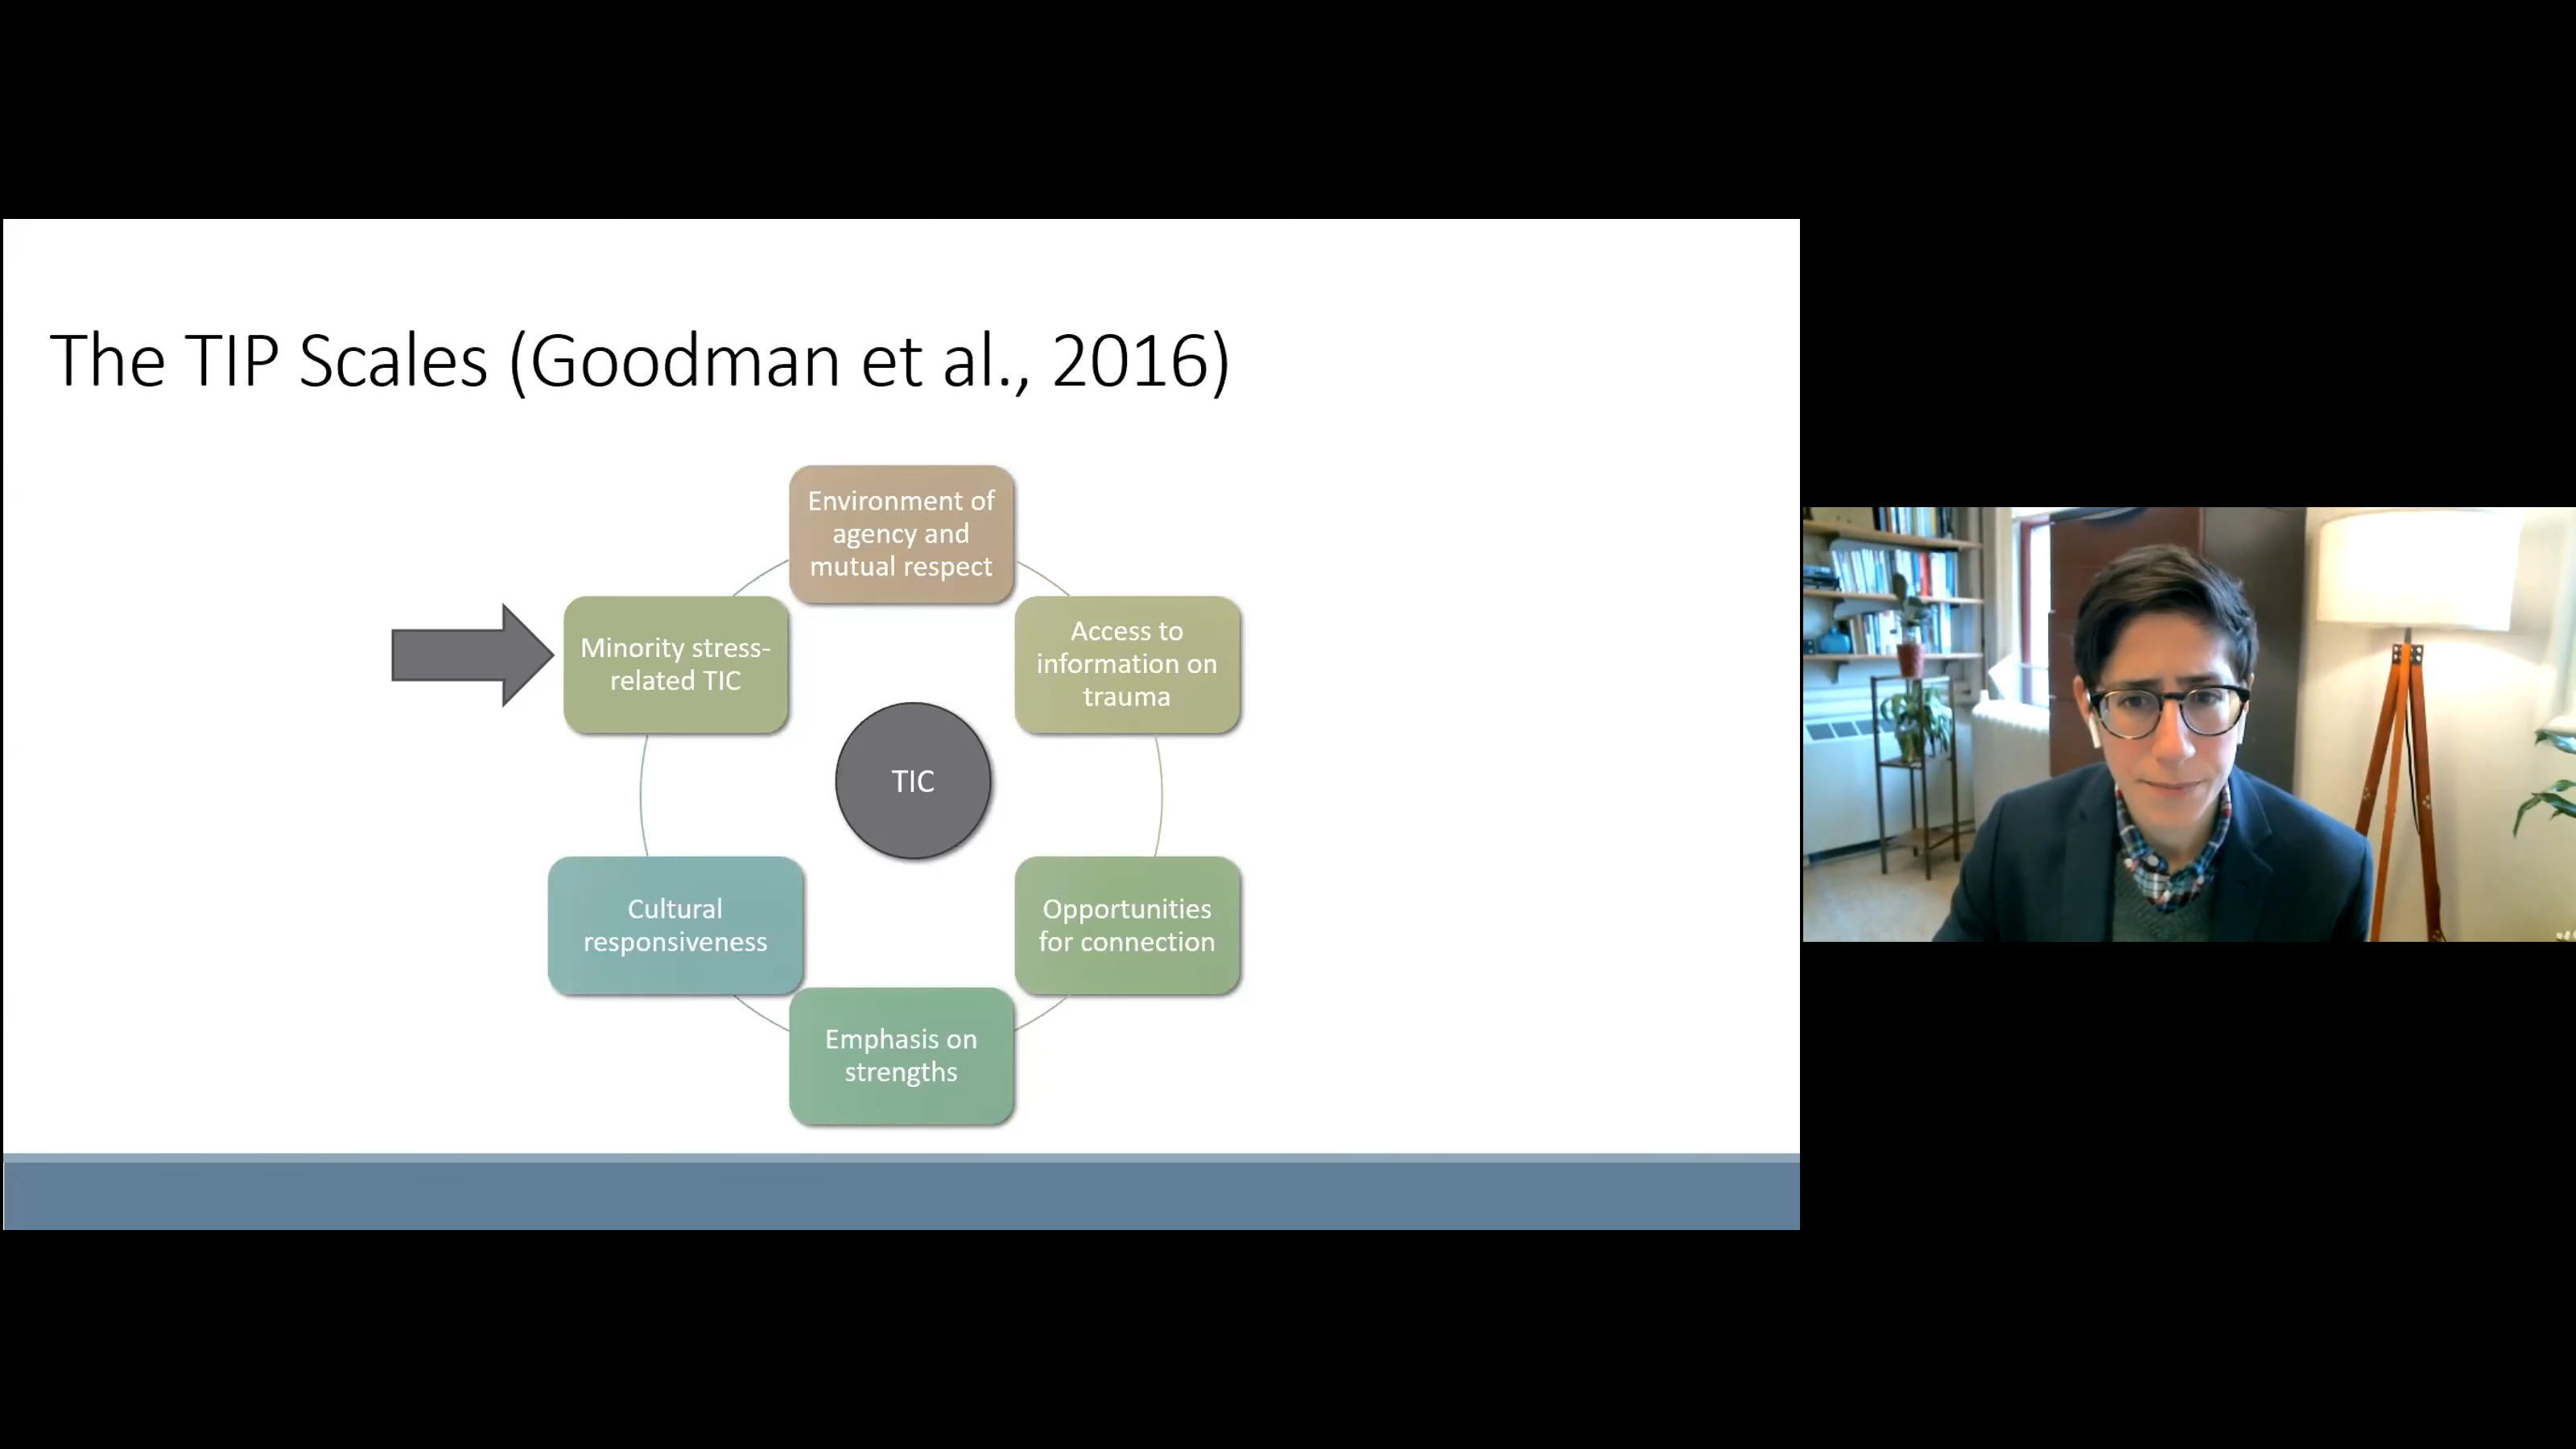 The TIP Scales (Goodman et al., 2016)
Environment of
agency and
mutual respect
Minority stress-
related TIC
Access to
information on
trauma
TIC
Cultural
responsiveness
Opportunities
for connection
Emphasis on
strengths